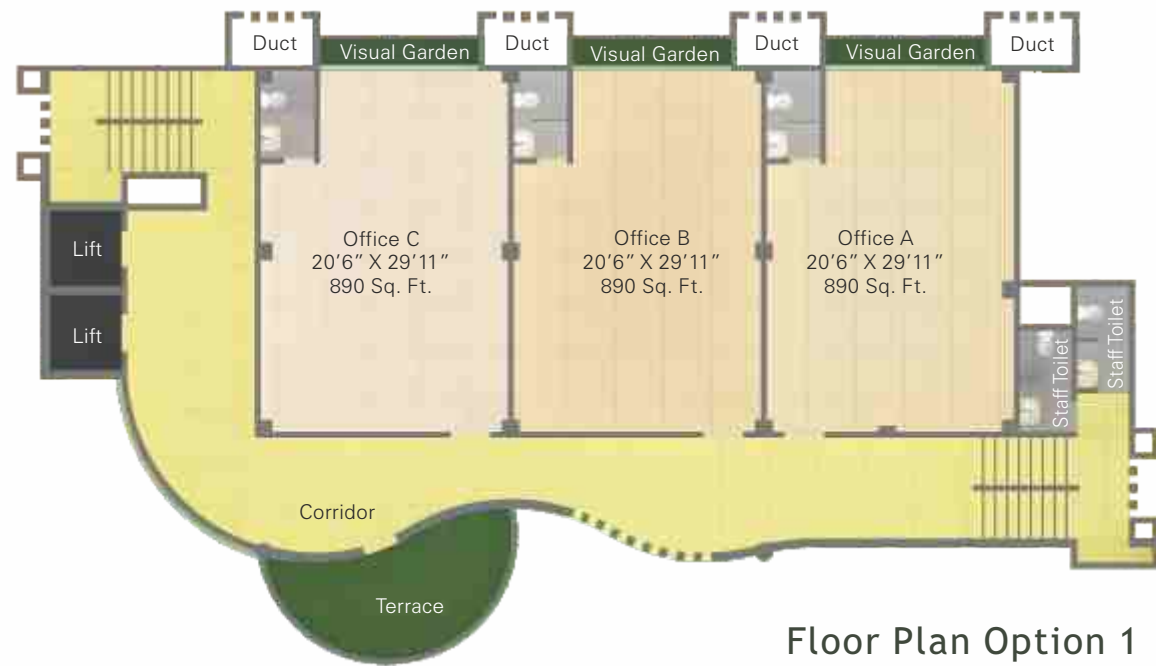 Duct
Visual Garden
Duct
Visual Garden
Duct
Visual Garden
Duct
Lift
Lift
Office C
20'6" X 29'11"
890 Sq. Ft.
Office B
20'6" X 29'11"
890 Sq. Ft.
Office A
20'6" X 29'11"
890 Sq. Ft.
Staff Toilet
Staff Toilet
Corridor
Terrace
Floor Plan Option 1